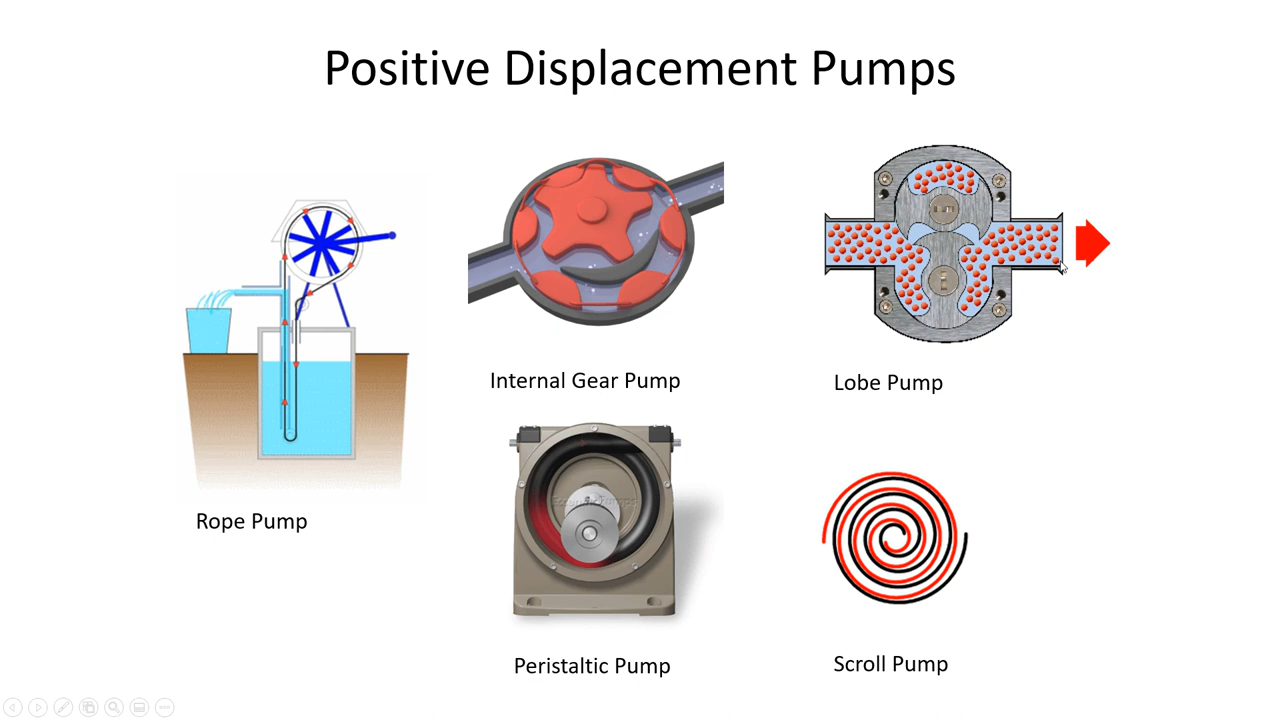 Positive Displacement Pumps
Internal Gear Pump
Lobe Pump
Rope Pump
Peristaltic Pump
Scroll Pump